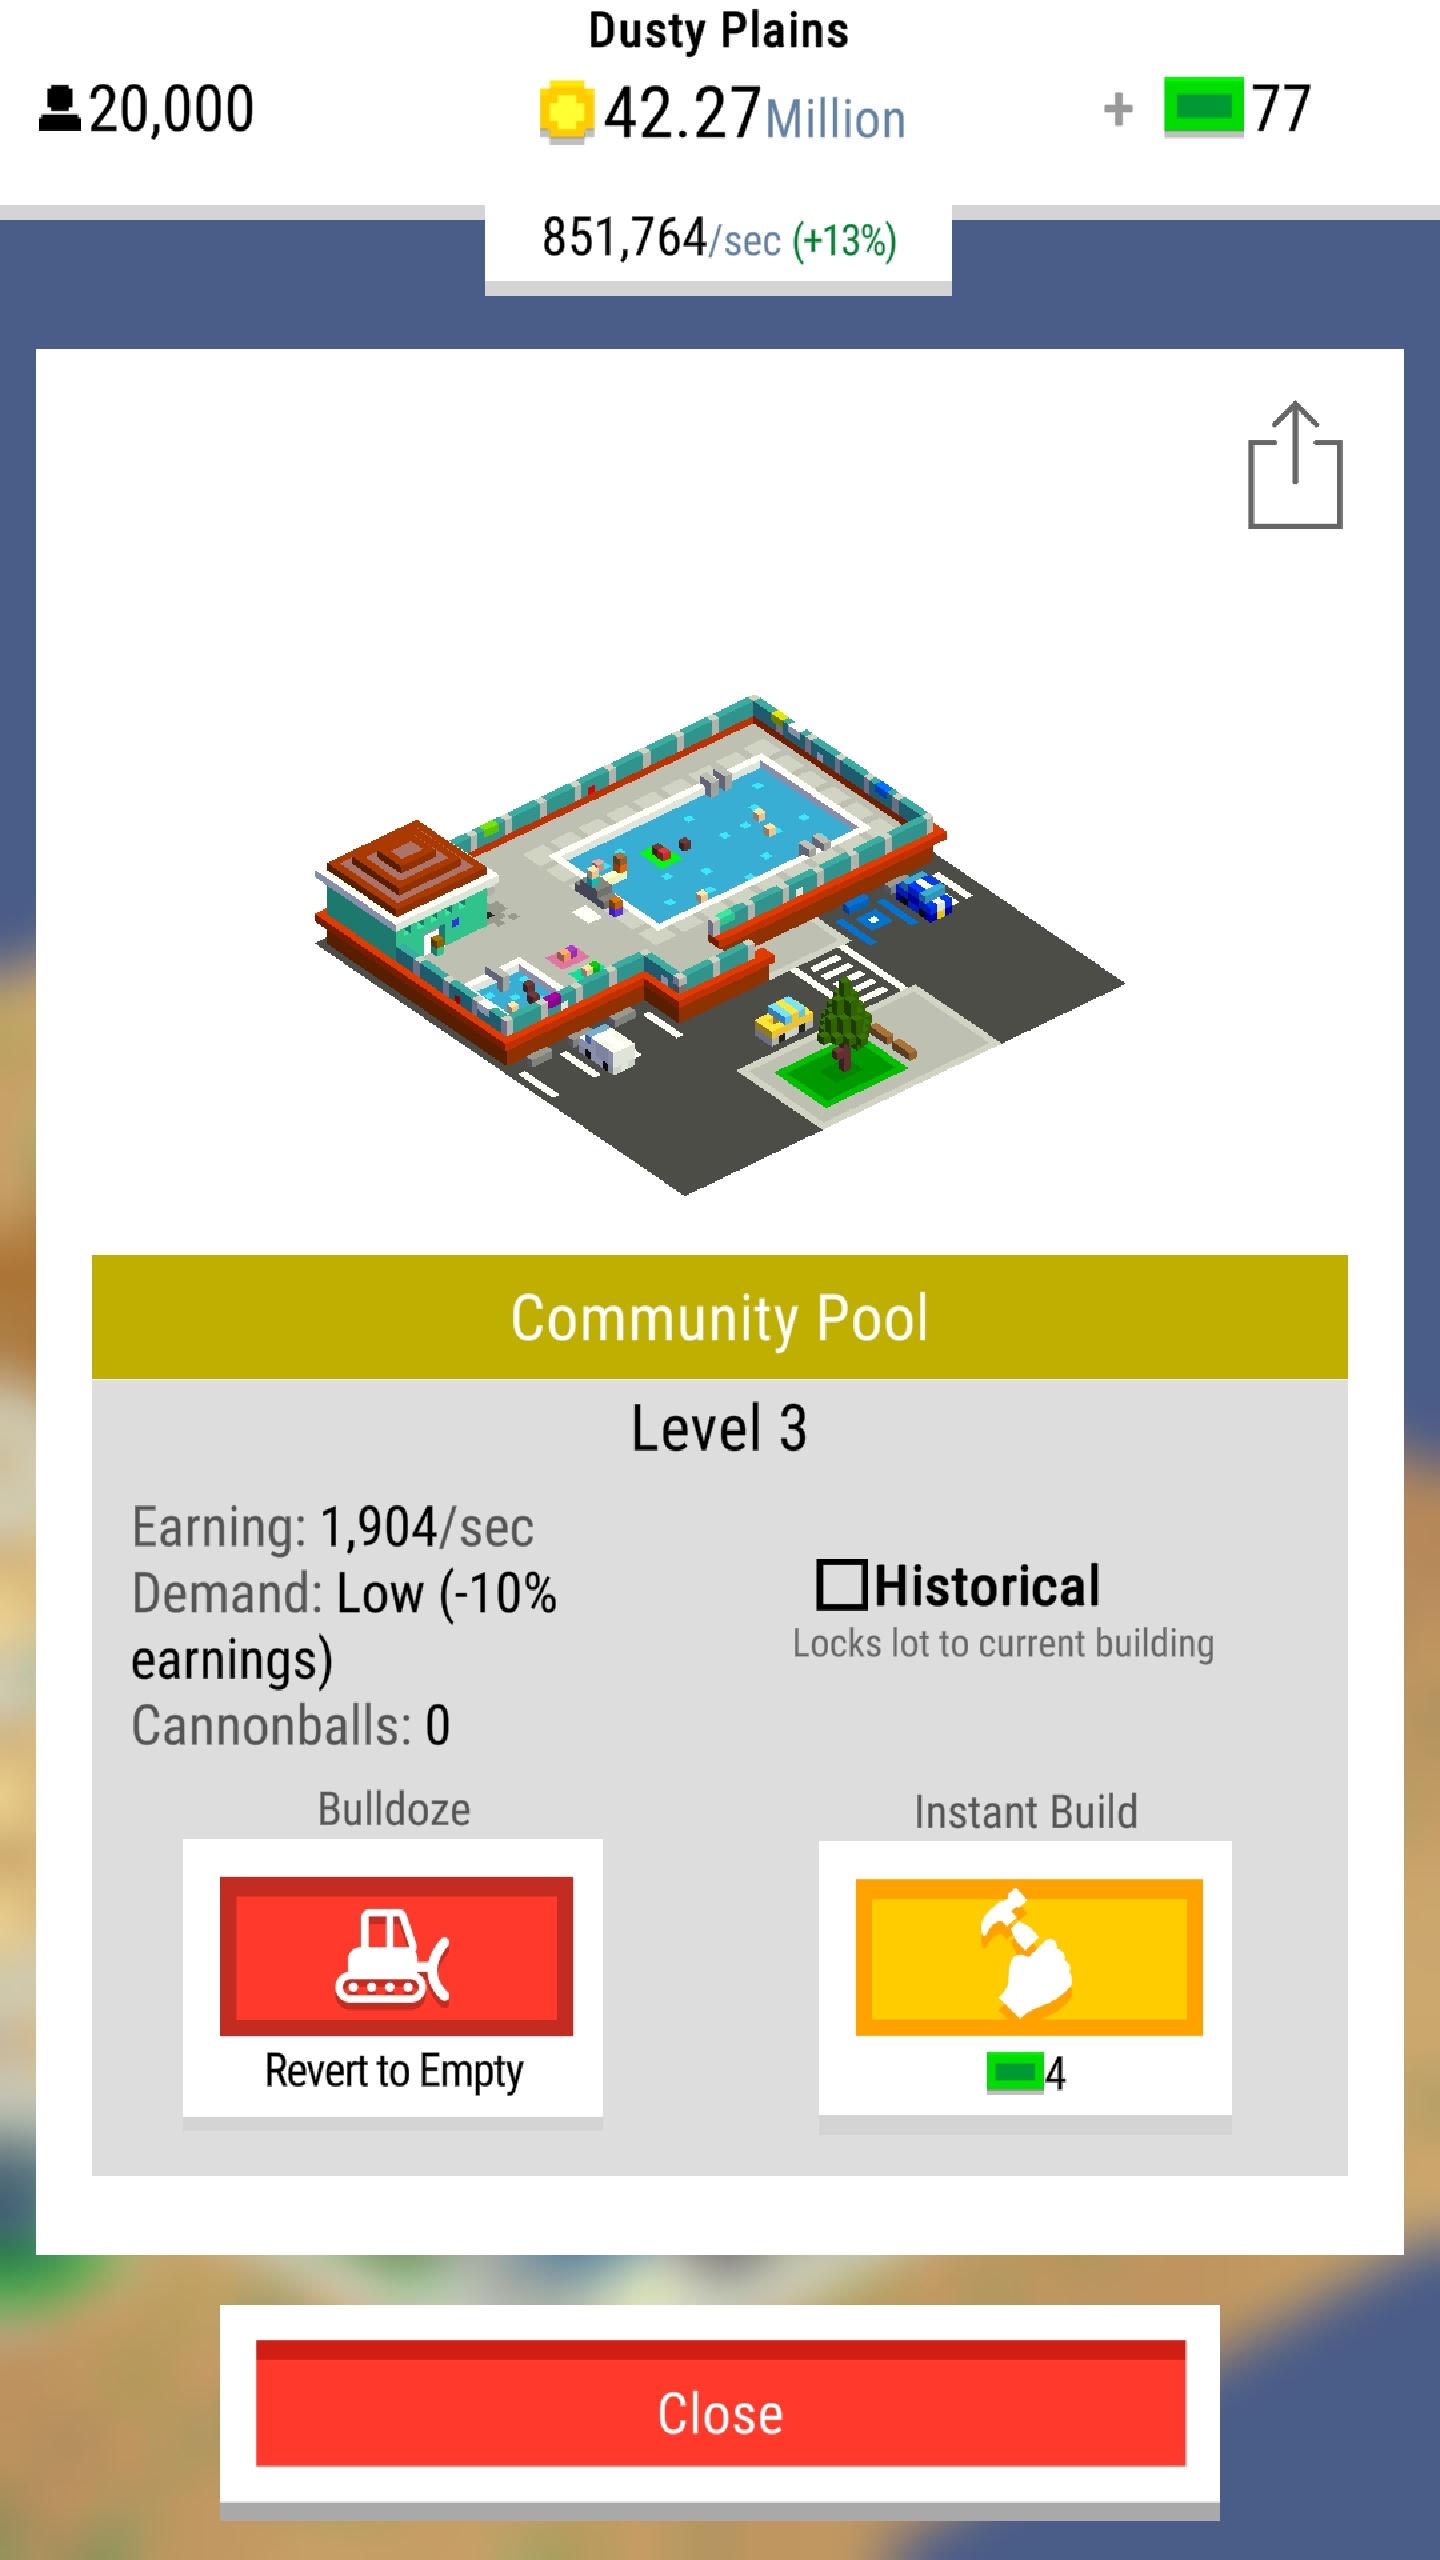 Dusty Plains
20,000
42.27Million
+ 77
851,764/sec (+13%)
Community Pool
Level 3
Earning: 1,904/sec
Demand: Low (-10%
earnings)
Cannonballs: 0
Historical
Locks lot to current building
Bulldoze
Revert to Empty
Instant Build
4
Close